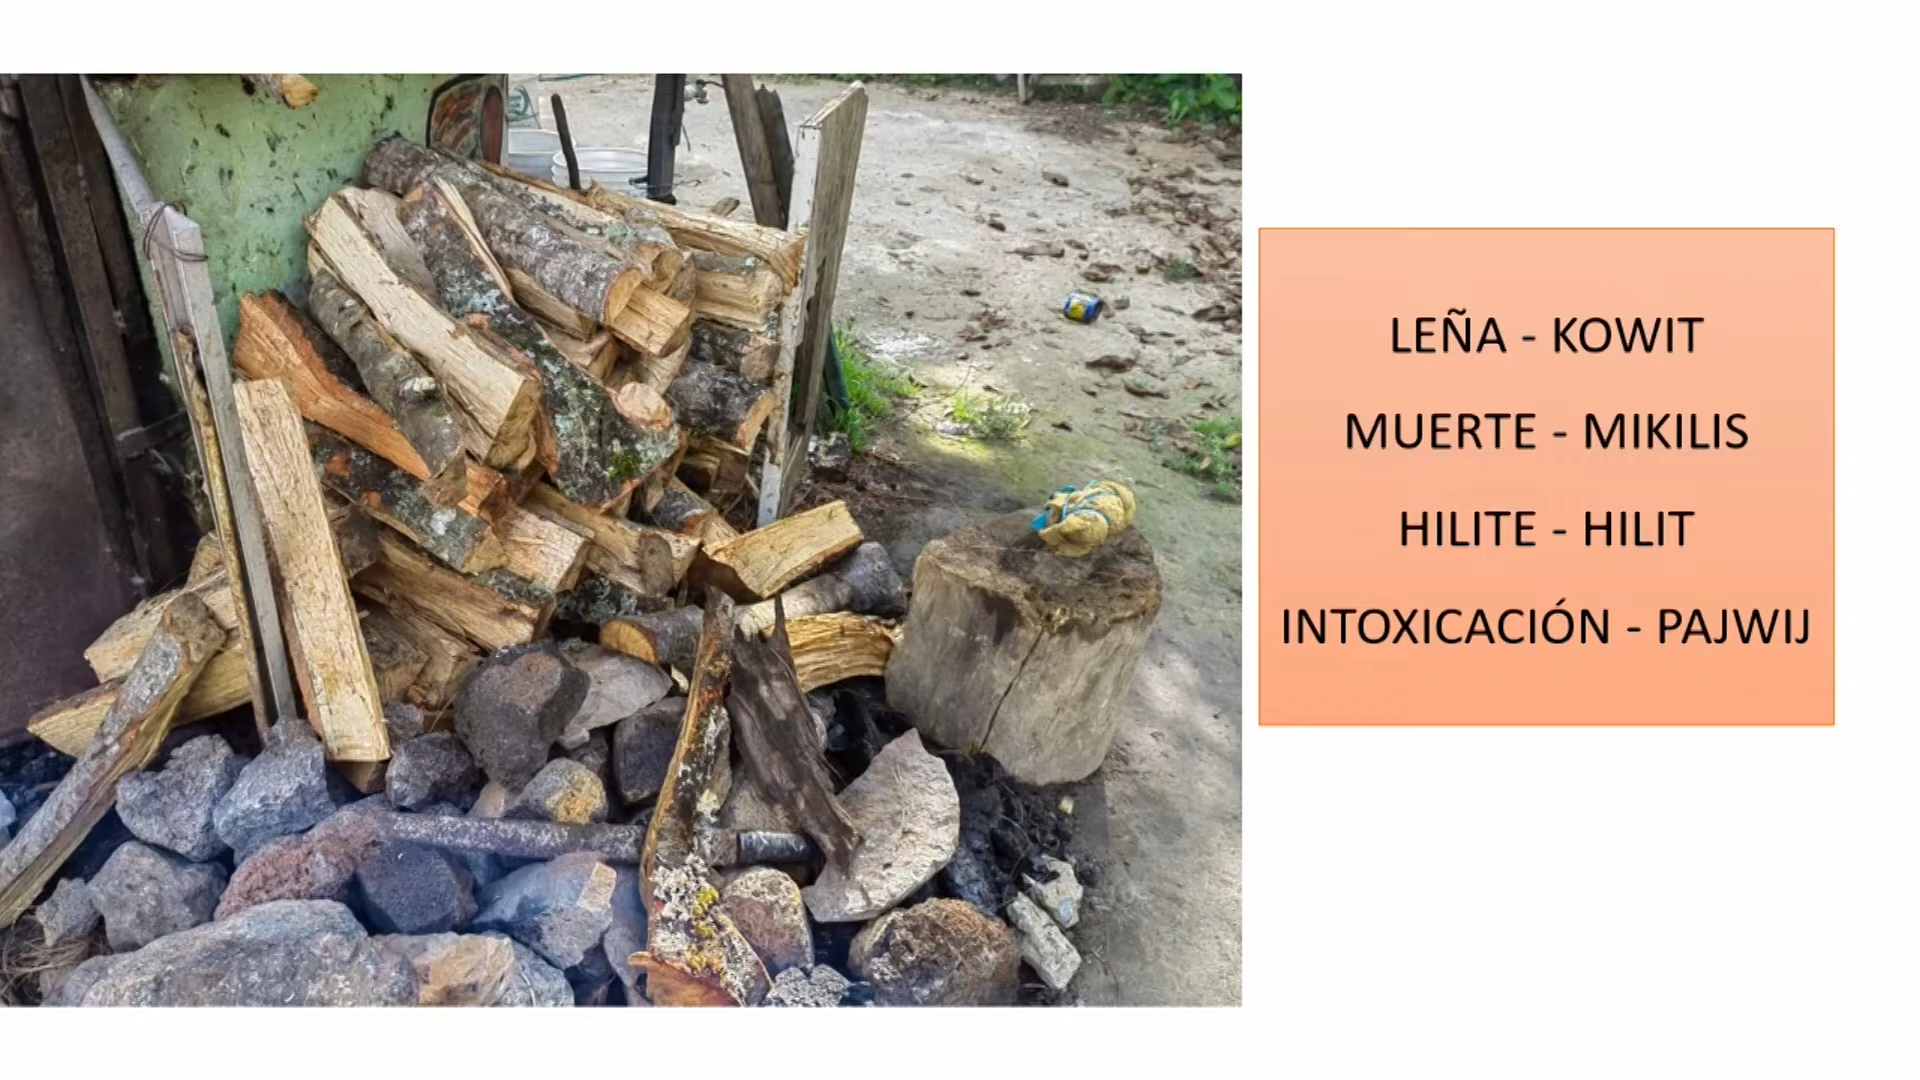 LEÑA - KOWIT
MUERTE - MIKILIS
HILITE - HILIT
INTOXICACIÓN - PAJWIJ